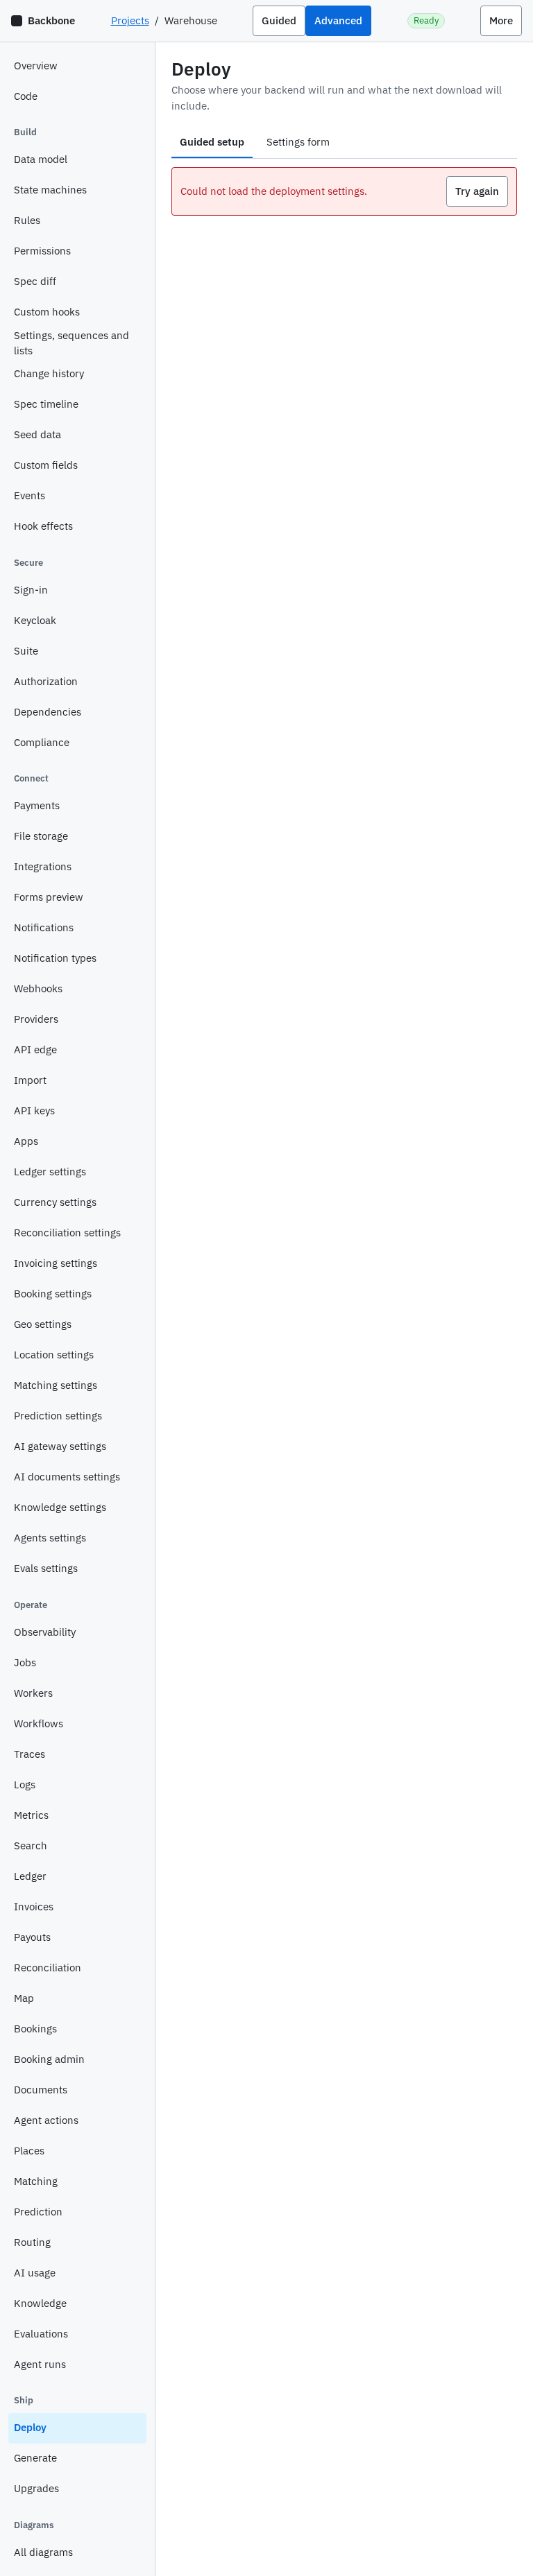 Backbone
Projects / Warehouse
Guided
Advanced
Ready
More
Overview
Code
Build
Data model
State machines
Rules
Permissions
Spec diff
Custom hooks
Settings, sequences and
lists
Change history
Spec timeline
Seed data
Custom fields
Events
Hook effects
Secure
Sign-in
Keycloak
Suite
Authorization
Dependencies
Compliance
Connect
Payments
File storage
Integrations
Forms preview
Notifications
Notification types
Webhooks
Providers
API edge
Import
API keys
Apps
Ledger settings
Currency settings
Reconciliation settings
Invoicing settings
Booking settings
Geo settings
Location settings
Matching settings
Prediction settings
AI gateway settings
AI documents settings
Knowledge settings
Agents settings
Evals settings
Operate
Observability
Jobs
Workers
Workflows
Traces
Logs
Metrics
Search
Ledger
Invoices
Payouts
Reconciliation
Map
Bookings
Booking admin
Documents
Agent actions
Places
Matching
Prediction
Routing
AI usage
Knowledge
Evaluations
Agent runs
Ship
Deploy
Generate
Upgrades
Diagrams
All diagrams
Deploy
Choose where your backend will run and what the next download will
include.
Guided setup
Settings form
Could not load the deployment settings.
Try again